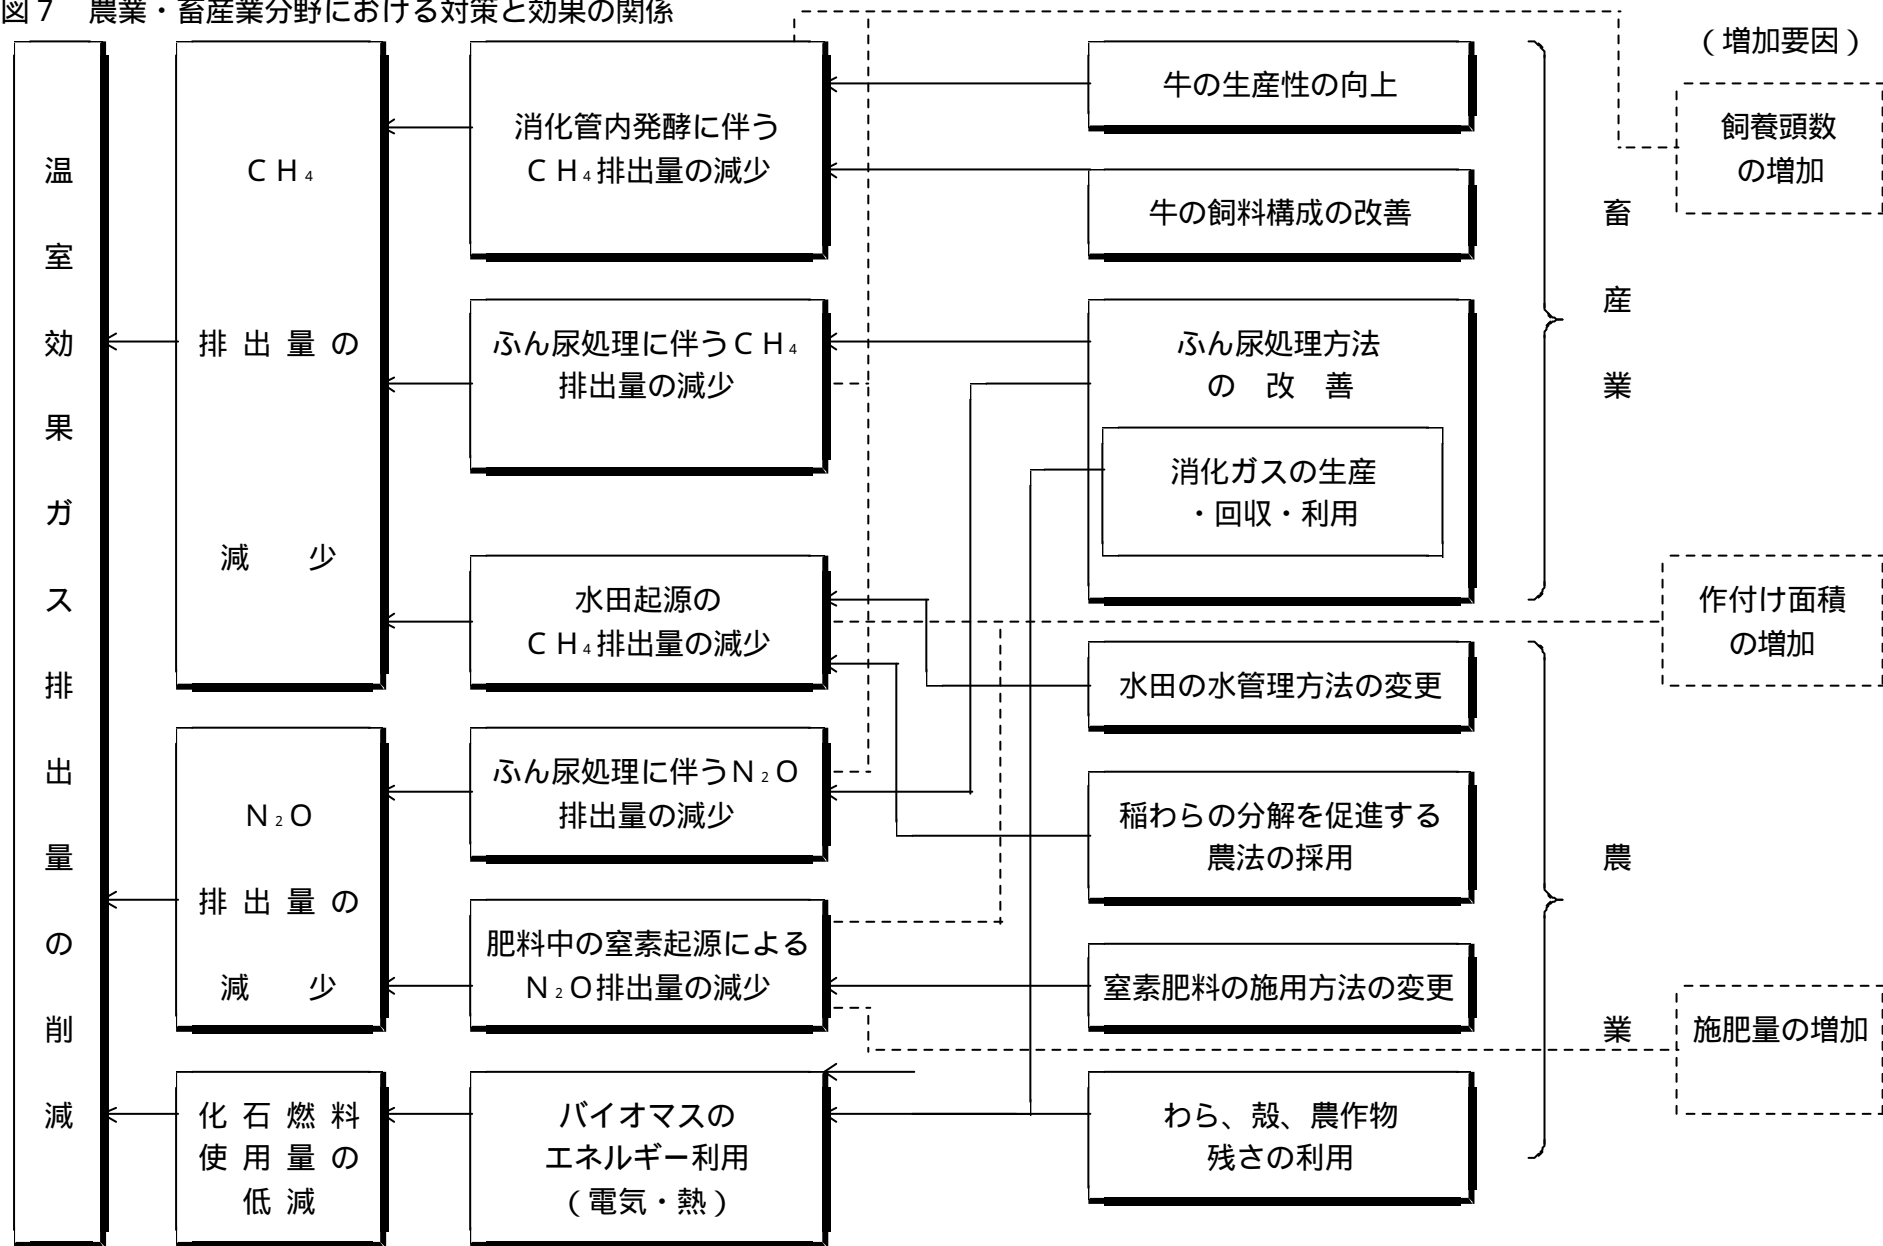 図７　農業・畜産業分野における対策と効果の関係
温室効果ガス排出量の削減
ＣＨ₄
排出量の
減　少
Ｎ₂Ｏ
排出量の
減　少
化石燃料
使用量の
低減
消化管内発酵に伴う
ＣＨ₄排出量の減少
ふん尿処理に伴うＣＨ₄
排出量の減少
水田起源の
ＣＨ₄排出量の減少
ふん尿処理に伴うＮ₂Ｏ
排出量の減少
肥料中の窒素起源による
Ｎ₂Ｏ排出量の減少
バイオマスの
エネルギー利用
（電気・熱）
牛の生産性の向上
牛の飼料構成の改善
ふん尿処理方法
の　改　善
消化ガスの生産
・回収・利用
水田の水管理方法の変更
稲わらの分解を促進する
農法の採用
窒素肥料の施用方法の変更
わら、殻、農作物
残さの利用
畜産業
農業
（増加要因）
飼養頭数
の増加
作付け面積
の増加
施肥量の増加